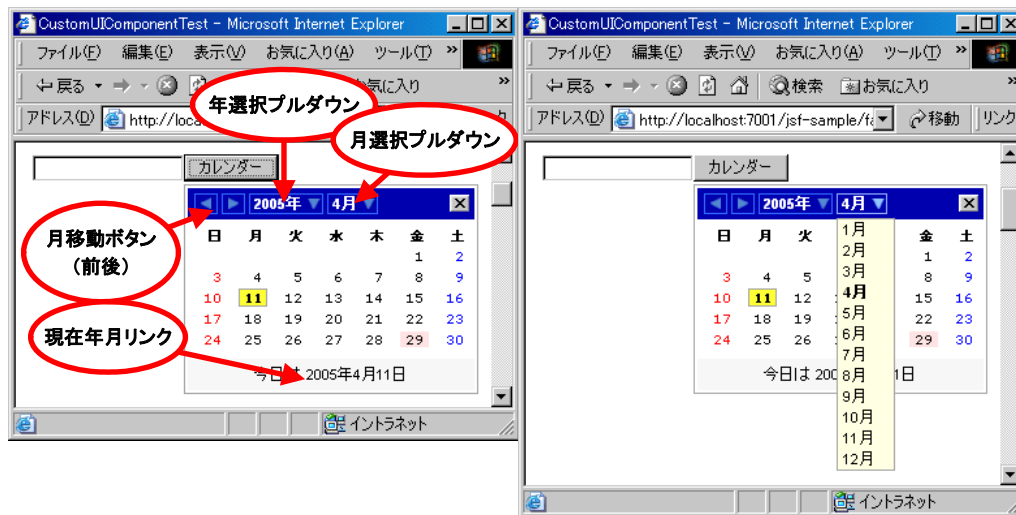 CustomUIComponentTest - Microsoft Internet Explorer
ファイル(F) 編集(E) 表示(V) お気に入り(A) ツール(T) »
戻る お気に入り »
アドレス(D) http://loca
年選択プルダウン
月選択プルダウン
カレンダー
2005年 4月
月移動ボタン
(前後)
日 月 火 水 木 金 土
1 2
3 4 5 6 7 8 9
10 11 12 13 14 15 16
17 18 19 20 21 22 23
24 25 26 27 28 29 30
現在年月リンク
今日は 2005年4月11日
イントラネット
CustomUIComponentTest - Microsoft Internet Explorer
ファイル(F) 編集(E) 表示(V) お気に入り(A) ツール(T) »
戻る 検索 お気に入り »
アドレス(D) http://localhost:7001/jsf-sample/fa 移動 リンク
カレンダー
2005年 4月
日 月 火 金 土
1 2
3 4 5 8 9
10 11 12 15 16
17 18 19 22 23
24 25 26 29 30
1月
2月
3月
4月
5月
6月
7月
8月
9月
10月
11月
12月
今日は 200 1日
イントラネット